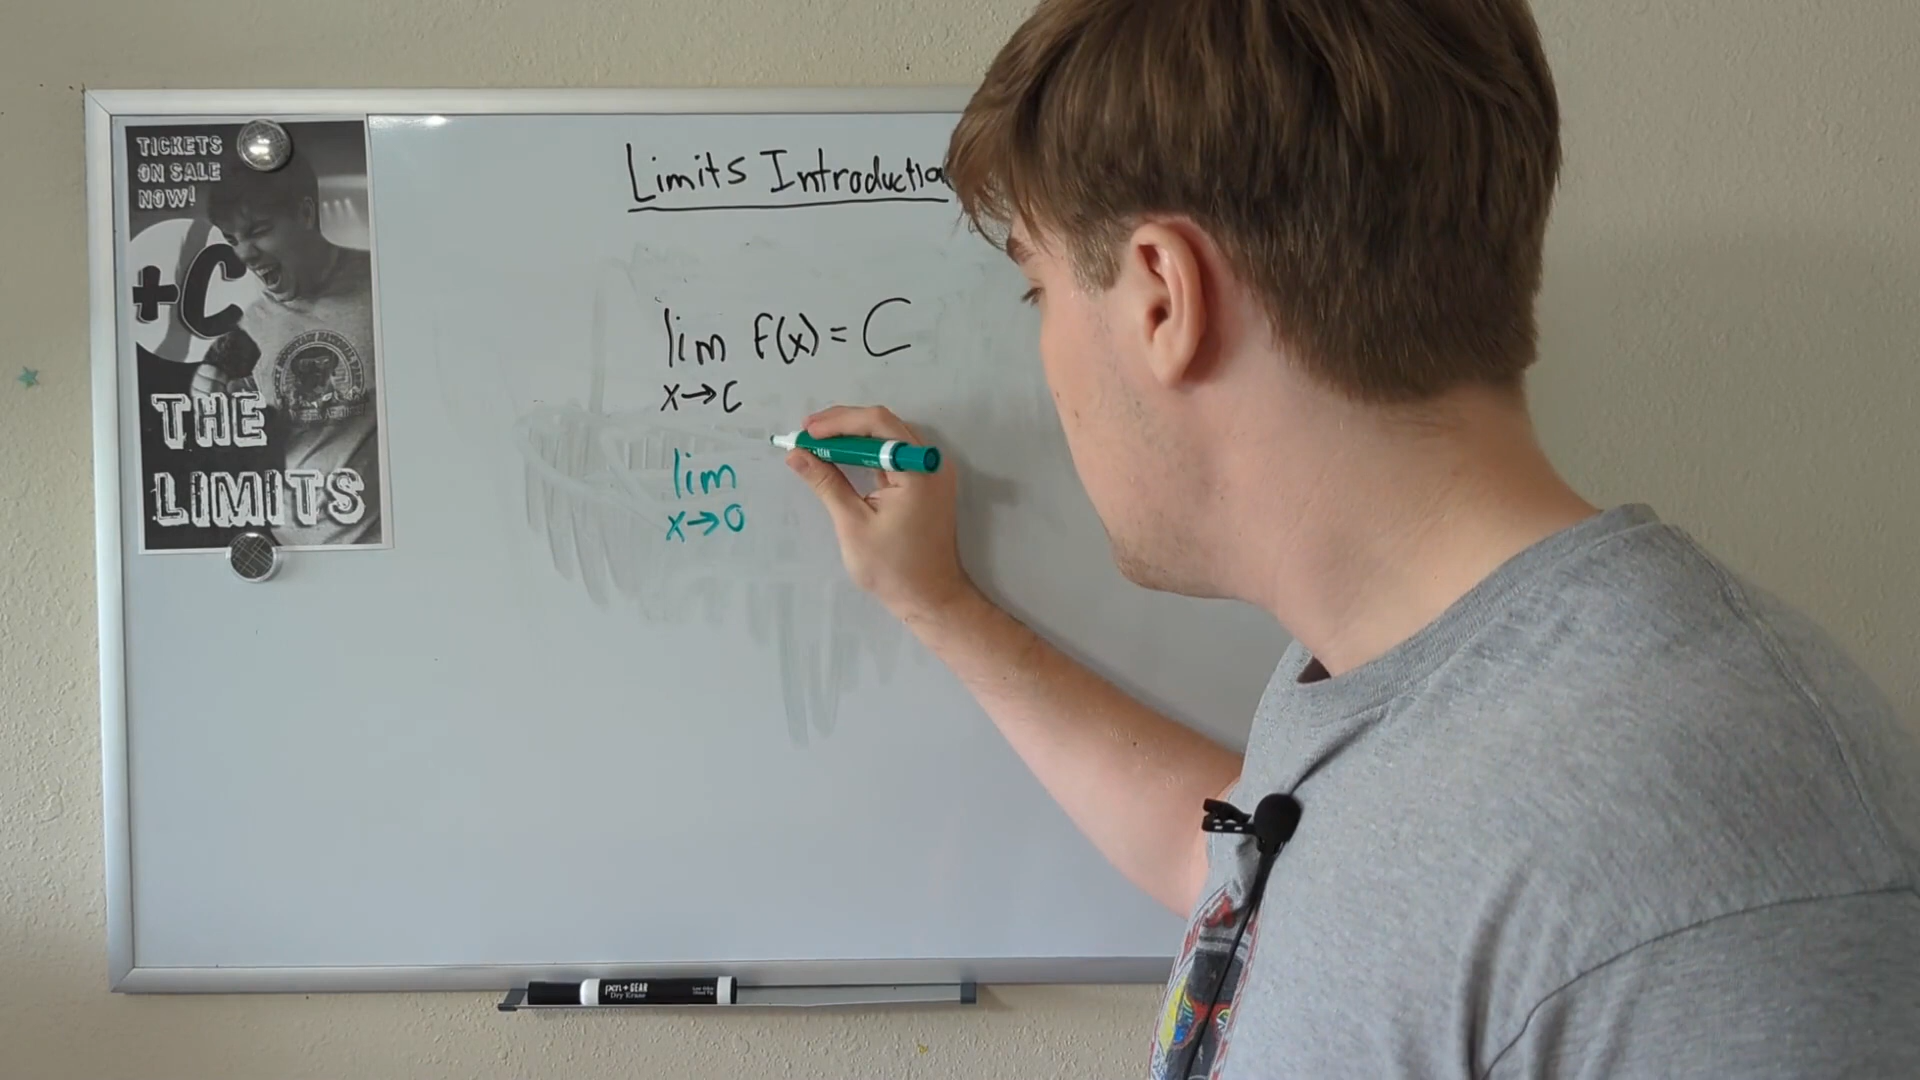 TICKETS
ON SALE
NOW!
+C
THE
LIMITS
Limits Introduction
lim f(x) = C
x→c
lim
x→0
pen+GEAR
Dry Erase